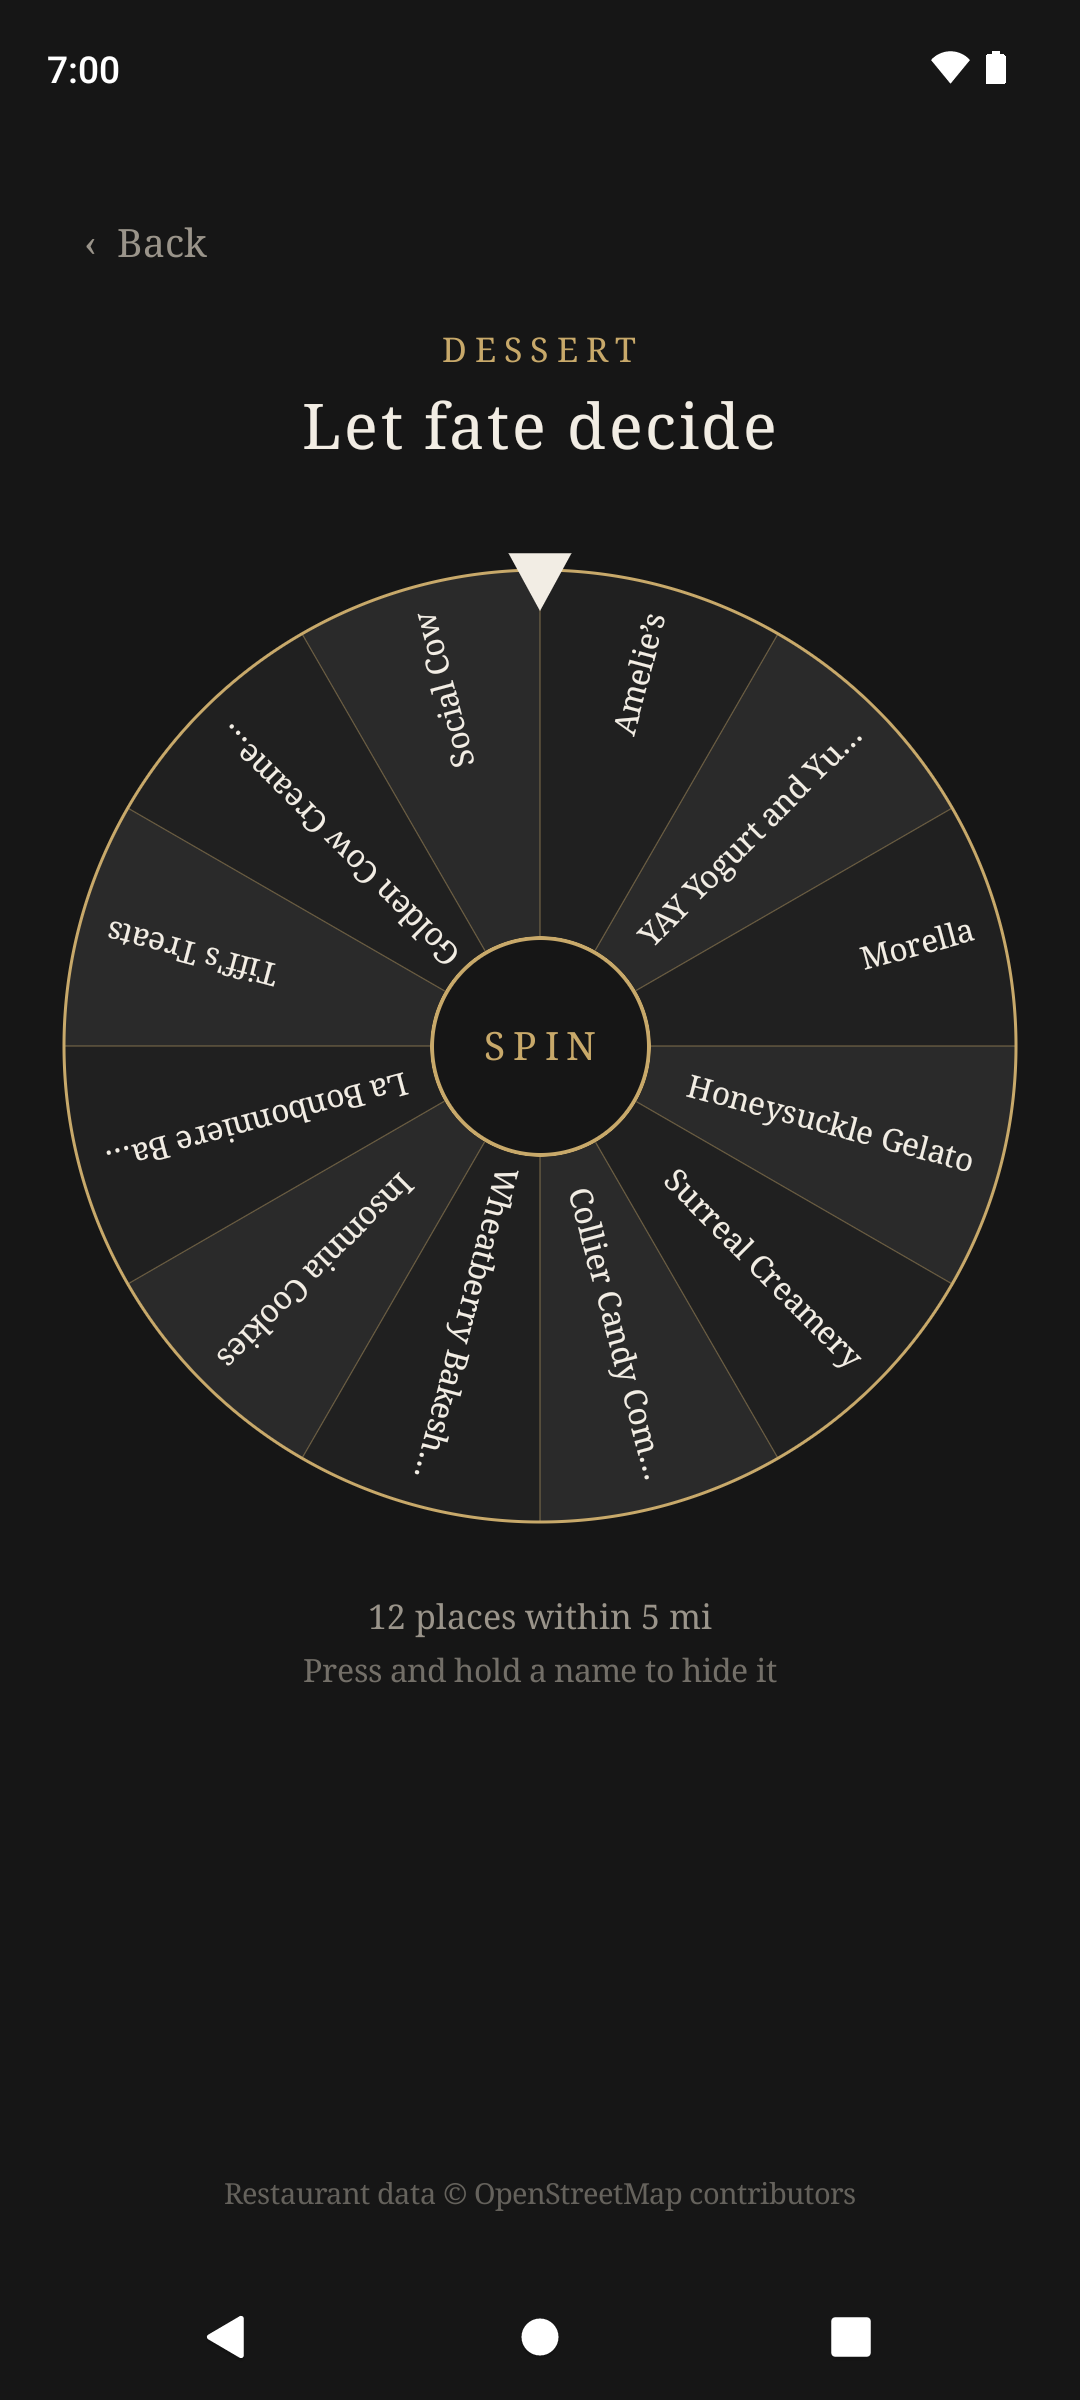 7:00
‹ Back
DESSERT
Let fate decide
Amelie’s
YAY Yogurt and Yu...
Morella
Honeysuckle Gelato
Surreal Creamery
Collier Candy Com...
Wheatberry Bakesh...
Insomnia Cookies
La Bonbonniere Ba...
Tiff's Treats
Golden Cow Creame...
Social Cow
SPIN
12 places within 5 mi
Press and hold a name to hide it
Restaurant data © OpenStreetMap contributors